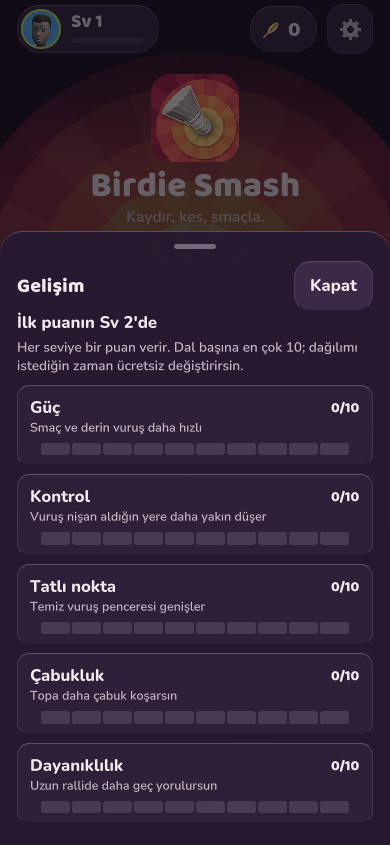 Sv 1
0
Birdie Smash
Kaydır, kes, smaçla.
Gelişim
Kapat
İlk puanın Sv 2'de
Her seviye bir puan verir. Dal başına en çok 10; dağılımı
istediğin zaman ücretsiz değiştirirsin.
Güç
0/10
Smaç ve derin vuruş daha hızlı
Kontrol
0/10
Vuruş nişan aldığın yere daha yakın düşer
Tatlı nokta
0/10
Temiz vuruş penceresi genişler
Çabukluk
0/10
Topa daha çabuk koşarsın
Dayanıklılık
0/10
Uzun rallide daha geç yorulursun